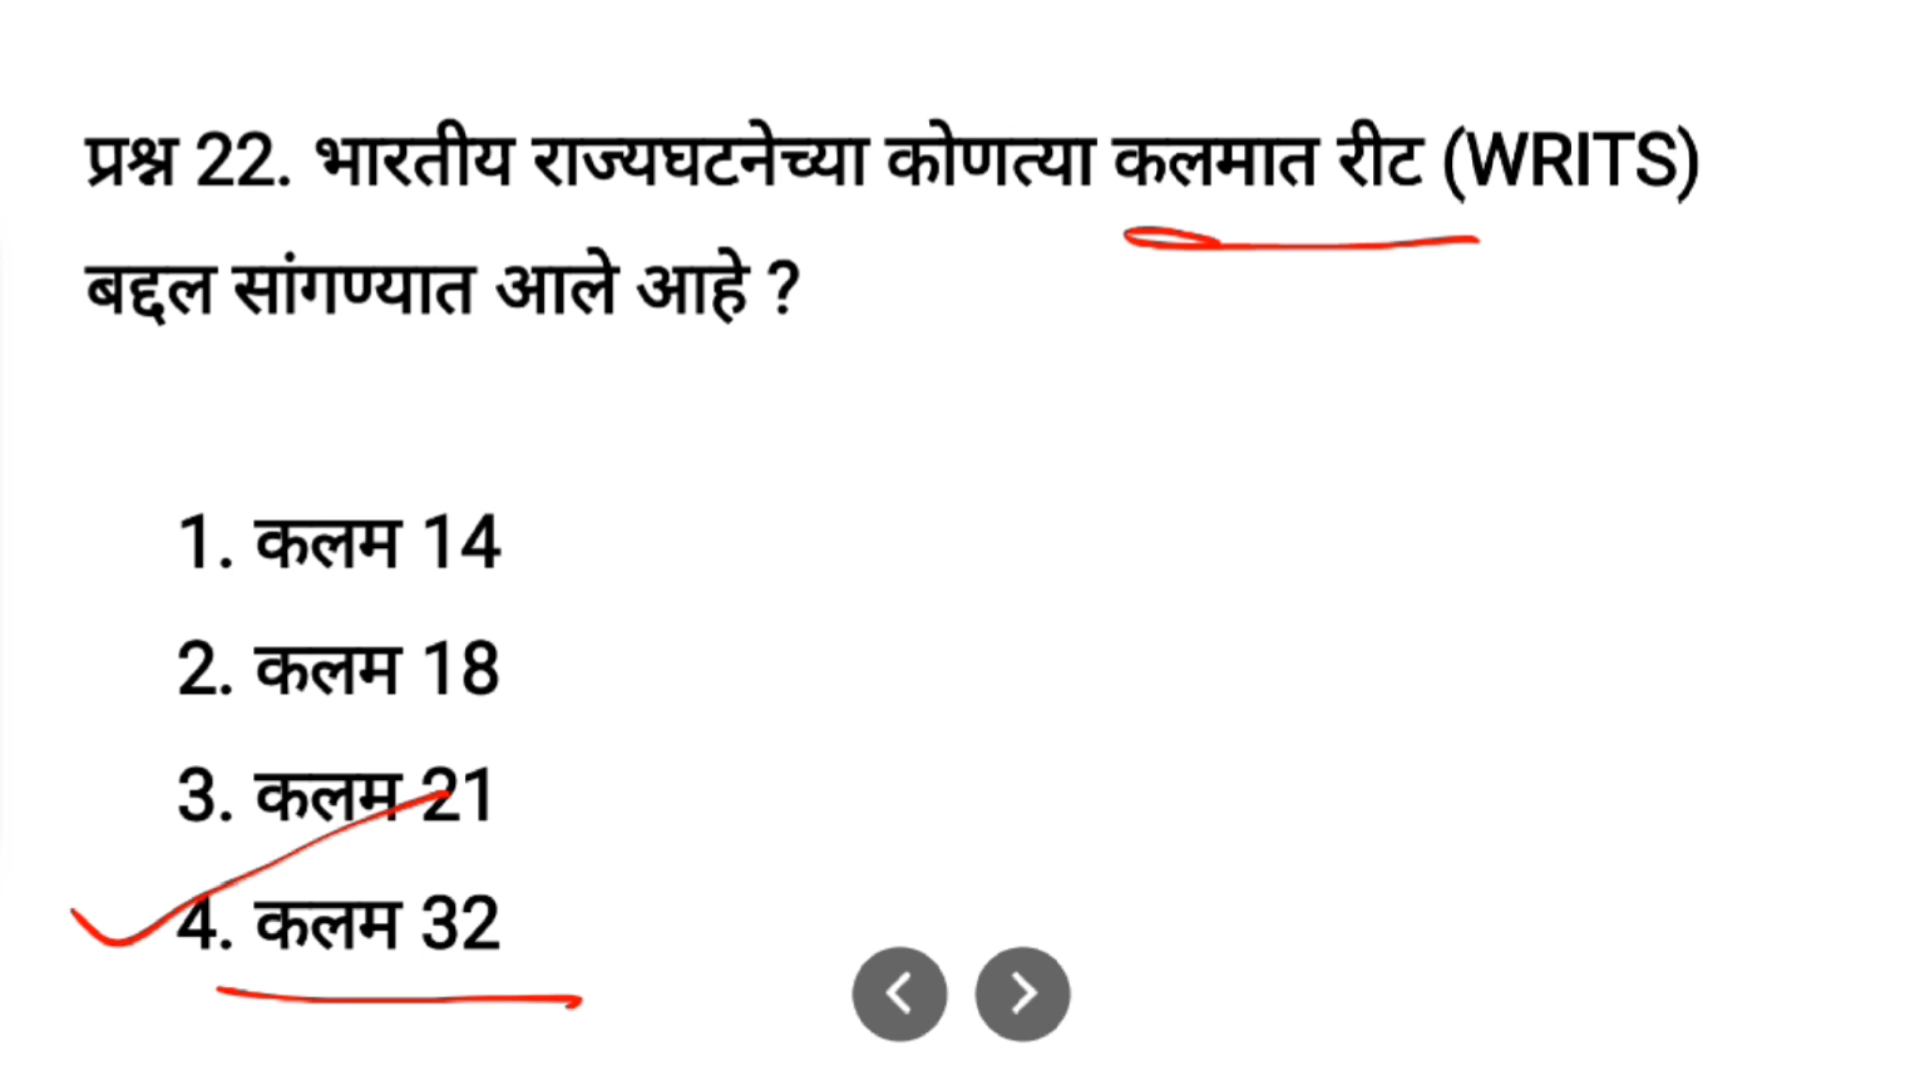 प्रश्न 22. भारतीय राज्यघटनेच्या कोणत्या कलमात रीट (WRITS)
बद्दल सांगण्यात आले आहे ?
1. कलम 14
2. कलम 18
3. कलम 21
4. कलम 32